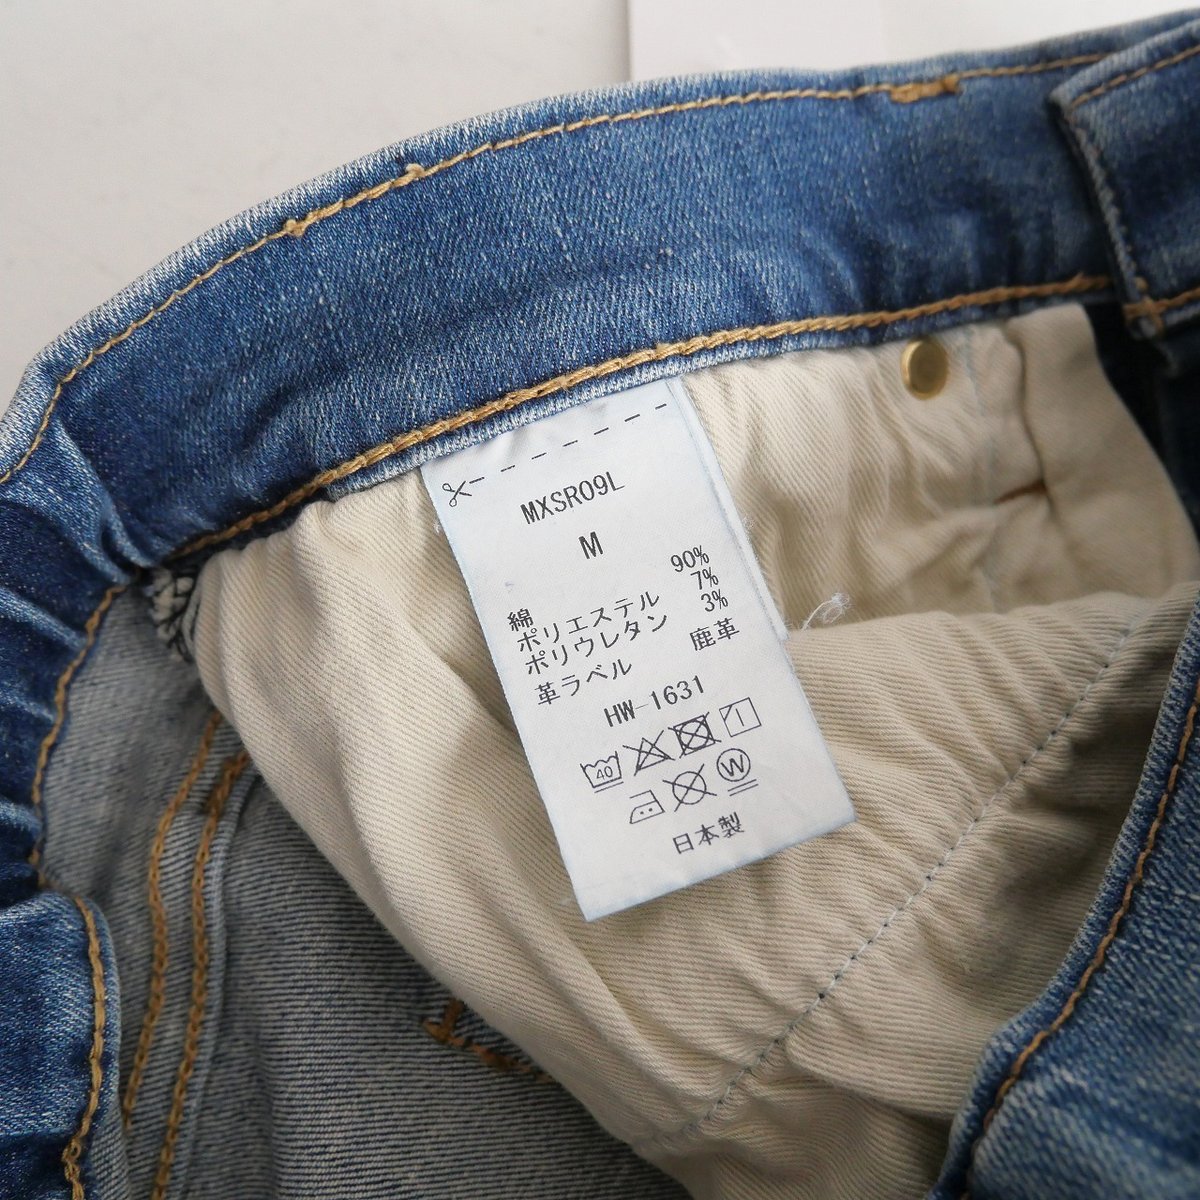 MXSR09L
M
綿 90%
ポリエステル 7%
ポリウレタン 3%
革ラベル 鹿革
HW-1631
40
W
日本製